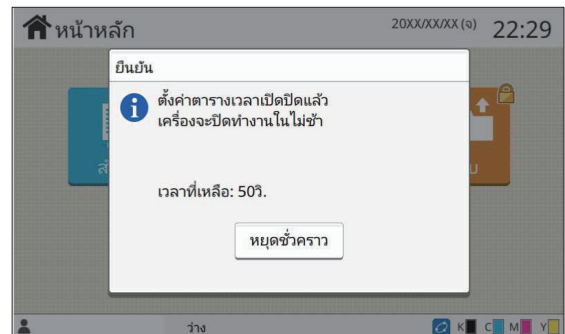 หน้าหลัก
20XX/XX/XX (จ) 22:29
ยืนยัน
ตั้งค่าตารางเวลาเปิดปิดแล้ว
เครื่องจะปิดทำงานในไม่ช้า
เวลาที่เหลือ: 50วิ.
หยุดชั่วคราว
ว่าง
K C M Y